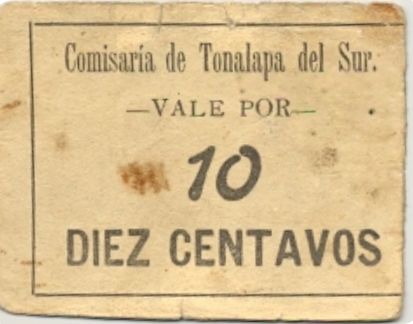 Comisaría de Tonalapa del Sur.
—VALE POR—
10
DIEZ CENTAVOS